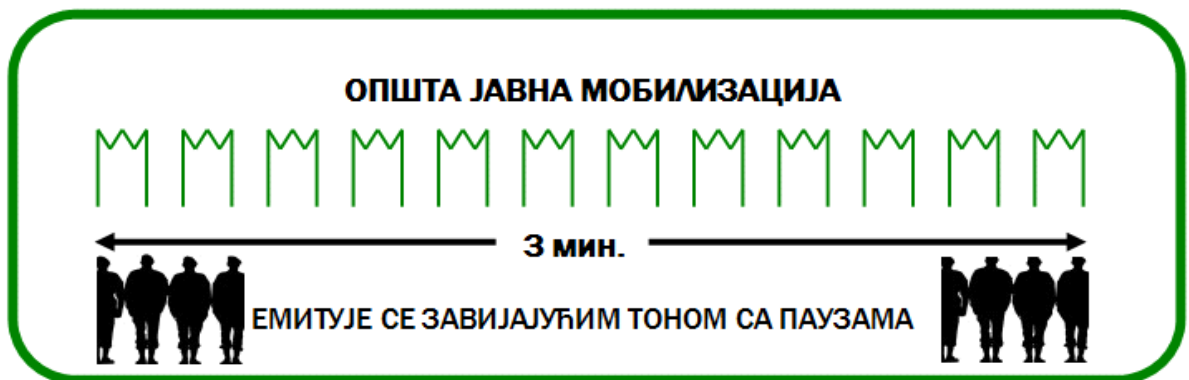 ОПШТА ЈАВНА МОБИЛИЗАЦИЈА
3 мин.
ЕМИТУЈЕ СЕ ЗАВИЈАЈУЋИМ ТОНОМ СА ПАУЗАМА